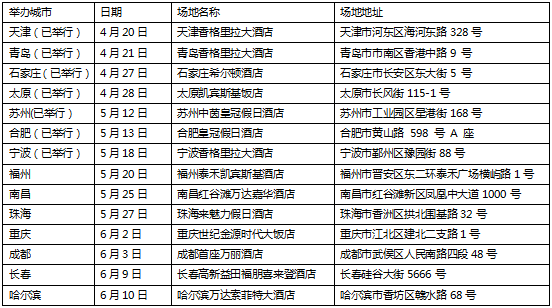 举办城市 日期 场地名称 场地地址
天津（已举行） 4 月 20 日 天津香格里拉大酒店 天津市河东区海河东路 328 号
青岛（已举行） 4 月 21 日 青岛香格里拉大酒店 青岛市市南区香港中路 9 号
石家庄（已举行） 4 月 27 日 石家庄希尔顿酒店 石家庄市长安区东大街 5 号
太原（已举行） 4 月 28 日 太原凯宾斯基饭店 太原市长风街 115-1 号
苏州(已举行) 5 月 12 日 苏州中茵皇冠假日酒店 苏州市工业园区星港街 168 号
合肥（已举行） 5 月 13 日 合肥皇冠假日酒店 合肥市黄山路 598 号 A 座
宁波（已举行） 5 月 18 日 宁波香格里拉大酒店 宁波市鄞州区豫园街 88 号
福州 5 月 20 日 福州泰禾凯宾斯基酒店 福州市晋安区东二环泰禾广场横屿路 1 号
南昌 5 月 25 日 南昌红谷滩万达嘉华酒店 南昌市红谷滩新区凤凰中大道 1000 号
珠海 5 月 27 日 珠海来魅力假日酒店 珠海市香洲区拱北围基路 32 号
重庆 6 月 2 日 重庆世纪金源时代大饭店 重庆市江北区建北二支路 1 号
成都 6 月 3 日 成都首座万丽酒店 成都市武侯区人民南路四段 48 号
长春 6 月 9 日 长春高新益田福朋喜来登酒店 长春硅谷大街 5666 号
哈尔滨 6 月 10 日 哈尔滨万达索菲特大酒店 哈尔滨市香坊区赣水路 68 号